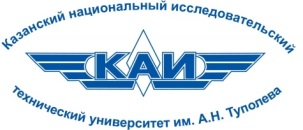 Казанский национальный исследовательский
КАИ
технический университет им. А.Н. Туполева